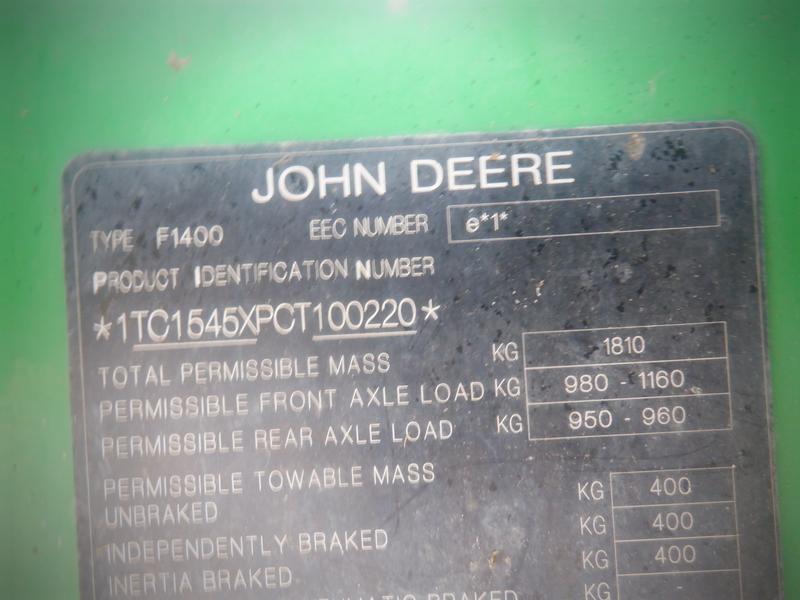 JOHN DEERE
TYPE F1400 EEC NUMBER e*1*
PRODUCT IDENTIFICATION NUMBER
*1TC1545XPCT100220*
TOTAL PERMISSIBLE MASS KG 1810
PERMISSIBLE FRONT AXLE LOAD KG 980 - 1160
PERMISSIBLE REAR AXLE LOAD KG 950 - 960
PERMISSIBLE TOWABLE MASS
UNBRAKED KG 400
INDEPENDENTLY BRAKED KG 400
INERTIA BRAKED KG 400
BRAKED KG -